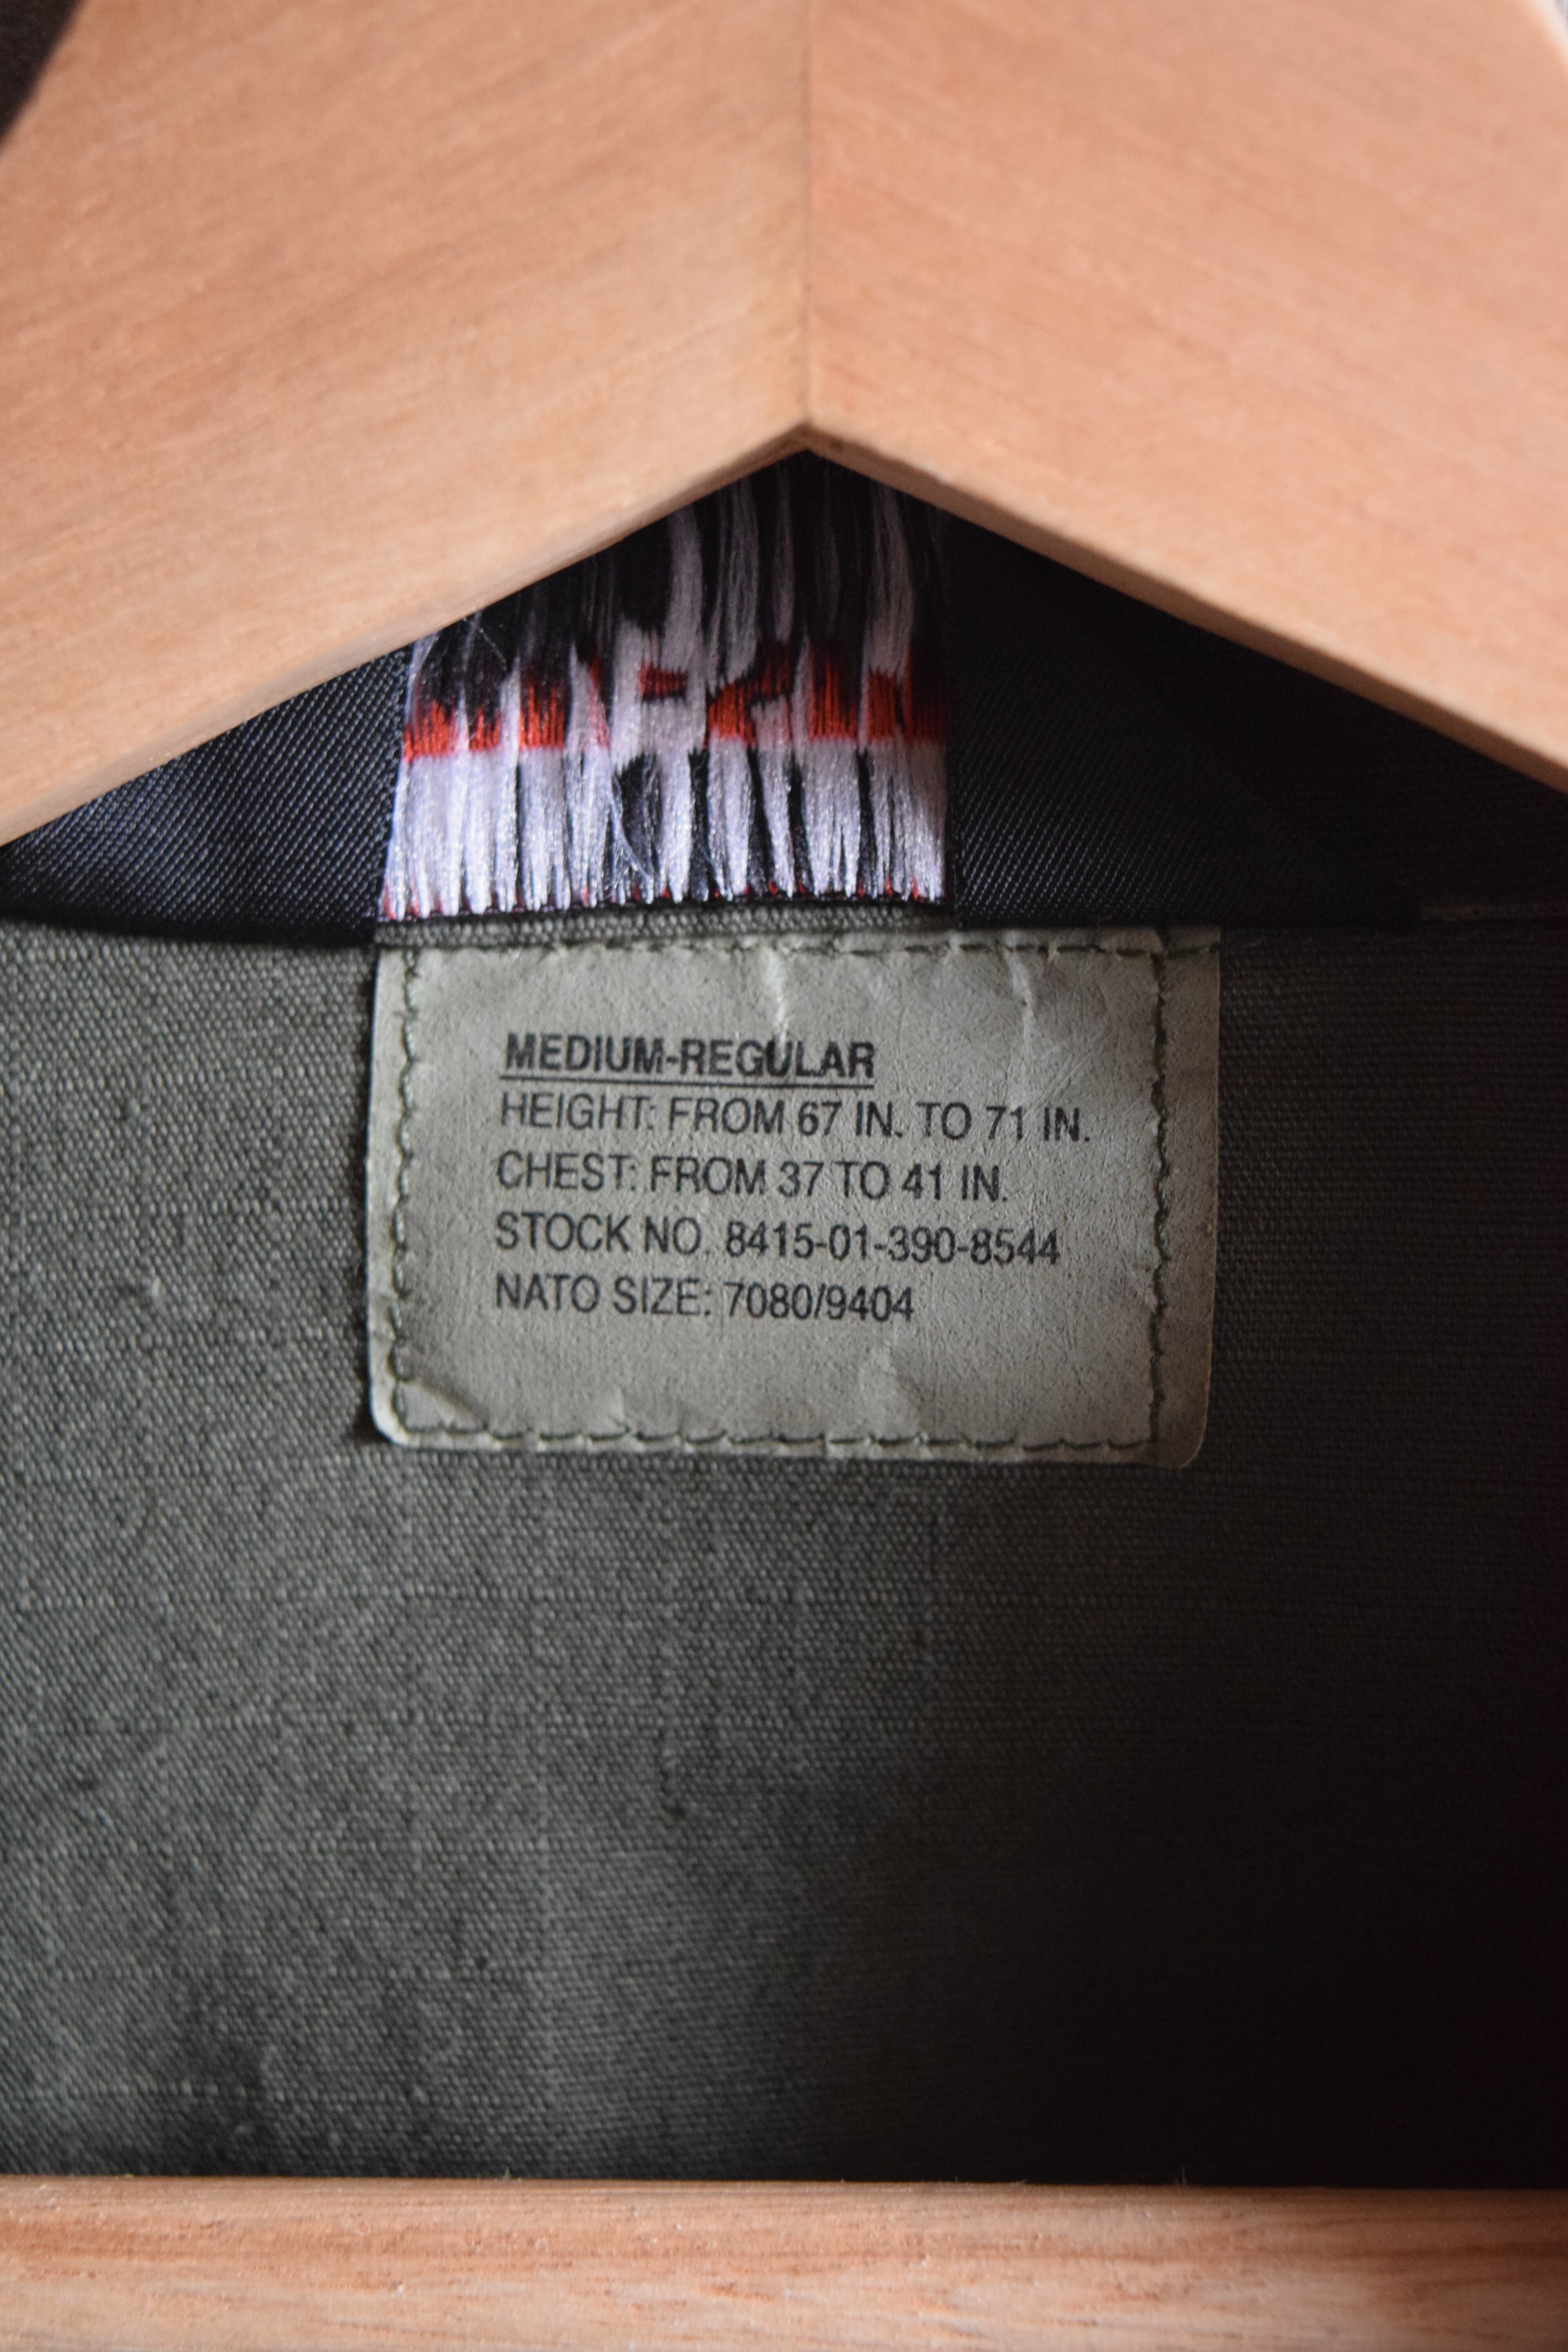 MEDIUM-REGULAR
HEIGHT: FROM 67 IN. TO 71 IN.
CHEST: FROM 37 TO 41 IN.
STOCK NO. 8415-01-390-8544
NATO SIZE: 7080/9404